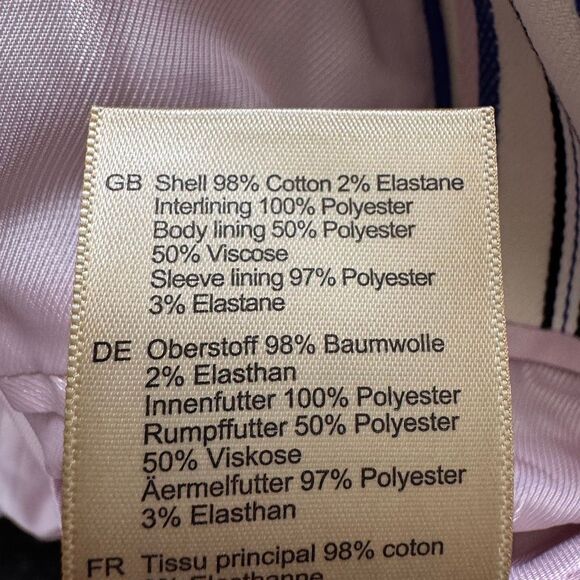 GB Shell 98% Cotton 2% Elastane
Interlining 100% Polyester
Body lining 50% Polyester
50% Viscose
Sleeve lining 97% Polyester
3% Elastane
DE Oberstoff 98% Baumwolle
2% Elasthan
Innenfutter 100% Polyester
Rumpffutter 50% Polyester
50% Viskose
Äermelfutter 97% Polyester
3% Elasthan
FR Tissu principal 98% coton
Elasthanne